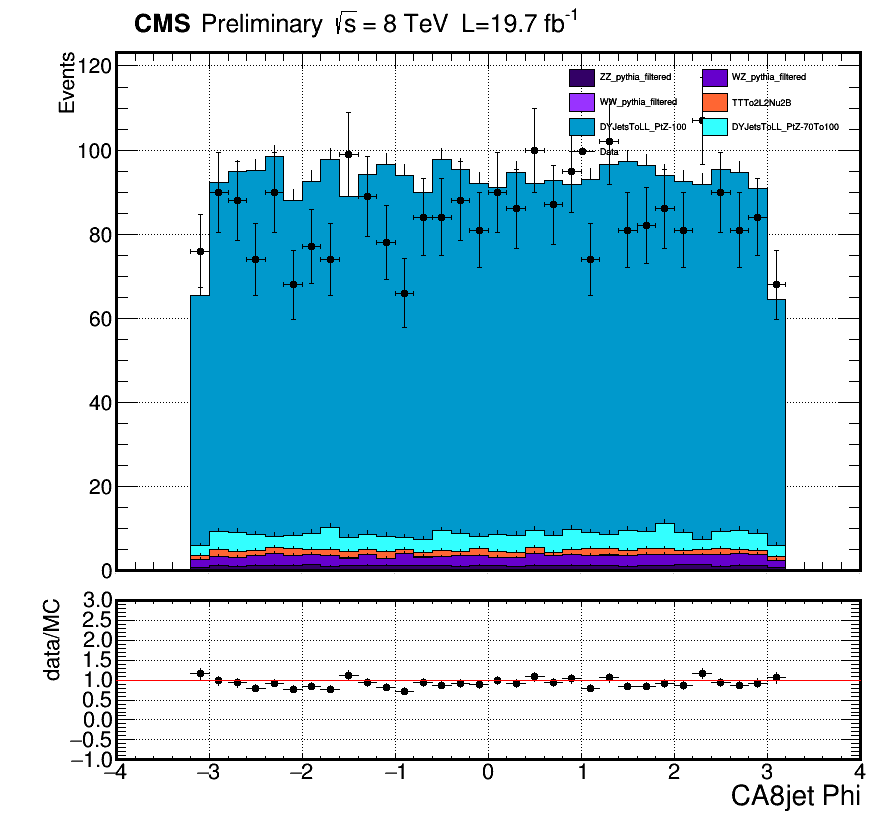 CMS Preliminary √s = 8 TeV L=19.7 fb-1
Events
120
100
80
60
40
20
0
ZZ_pythia_filtered WZ_pythia_filtered
WW_pythia_filtered TTTo2L2Nu2B
DYJetsToLL_PtZ-100 DYJetsToLL_PtZ-70To100
Data
data/MC
3.0
2.5
2.0
1.5
1.0
0.5
0.0
−0.5
−1.0
−4 −3 −2 −1 0 1 2 3 4
CA8jet Phi